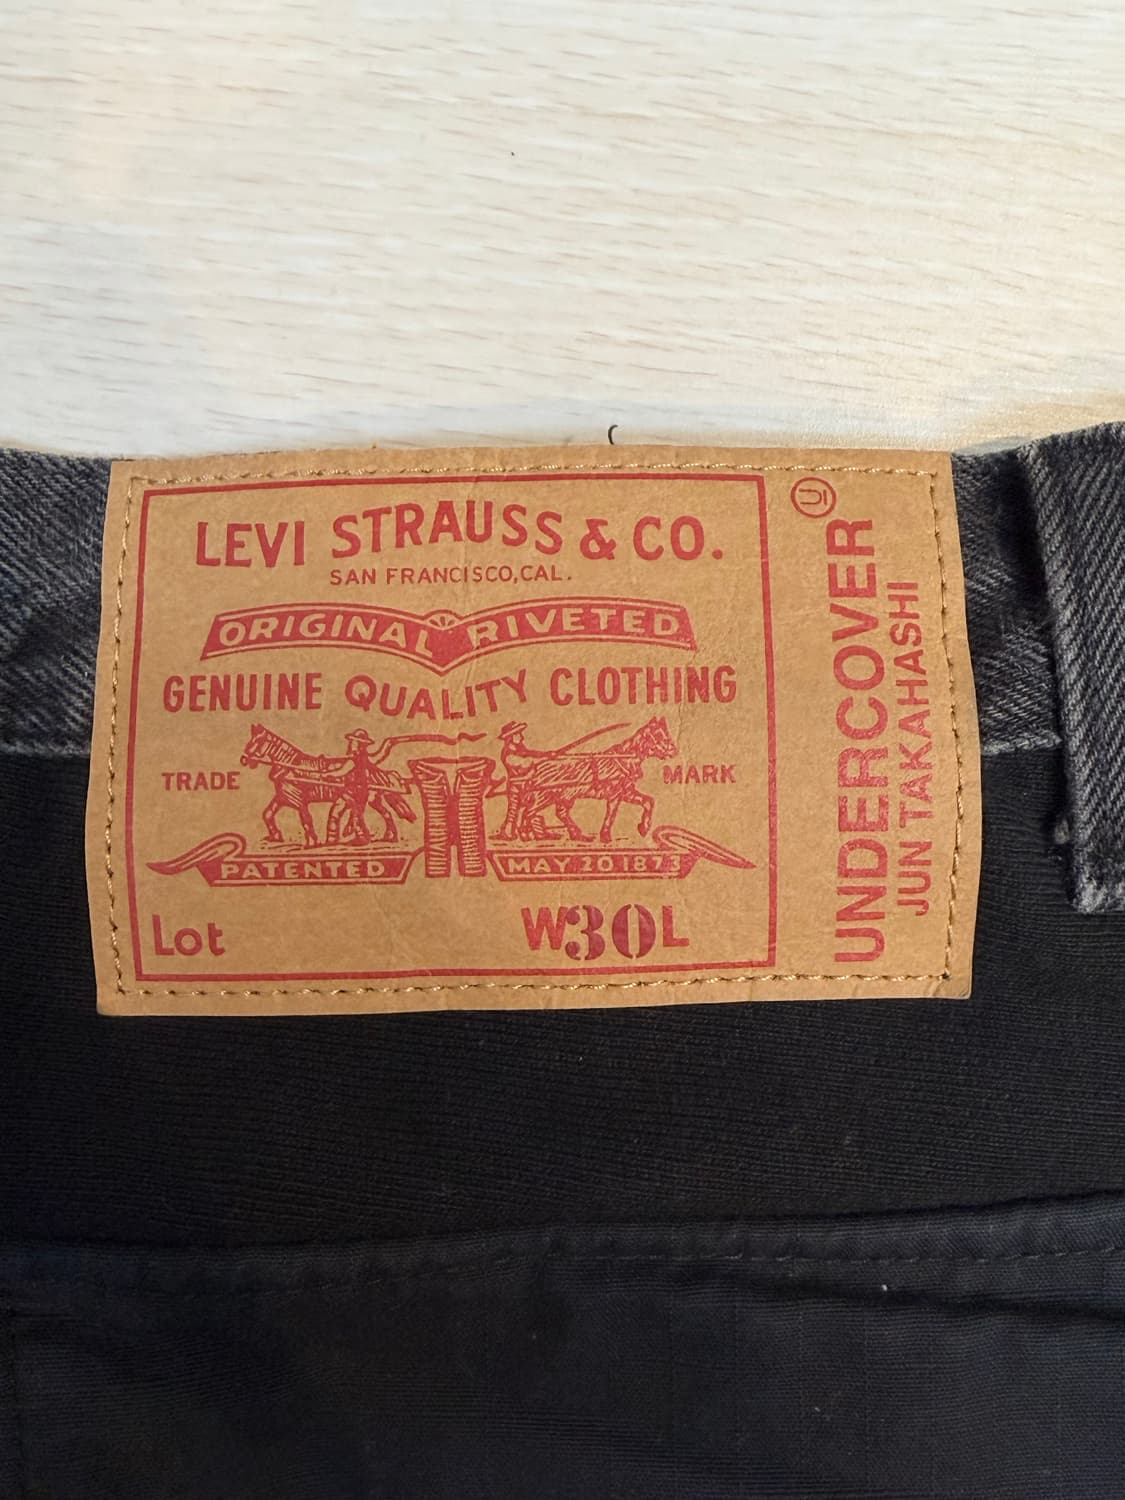 LEVI STRAUSS & CO.
SAN FRANCISCO, CAL.
ORIGINAL RIVETED
GENUINE QUALITY CLOTHING
TRADE MARK
PATENTED MAY 20 1873
Lot W30L
UNDERCOVER
JUN TAKAHASHI